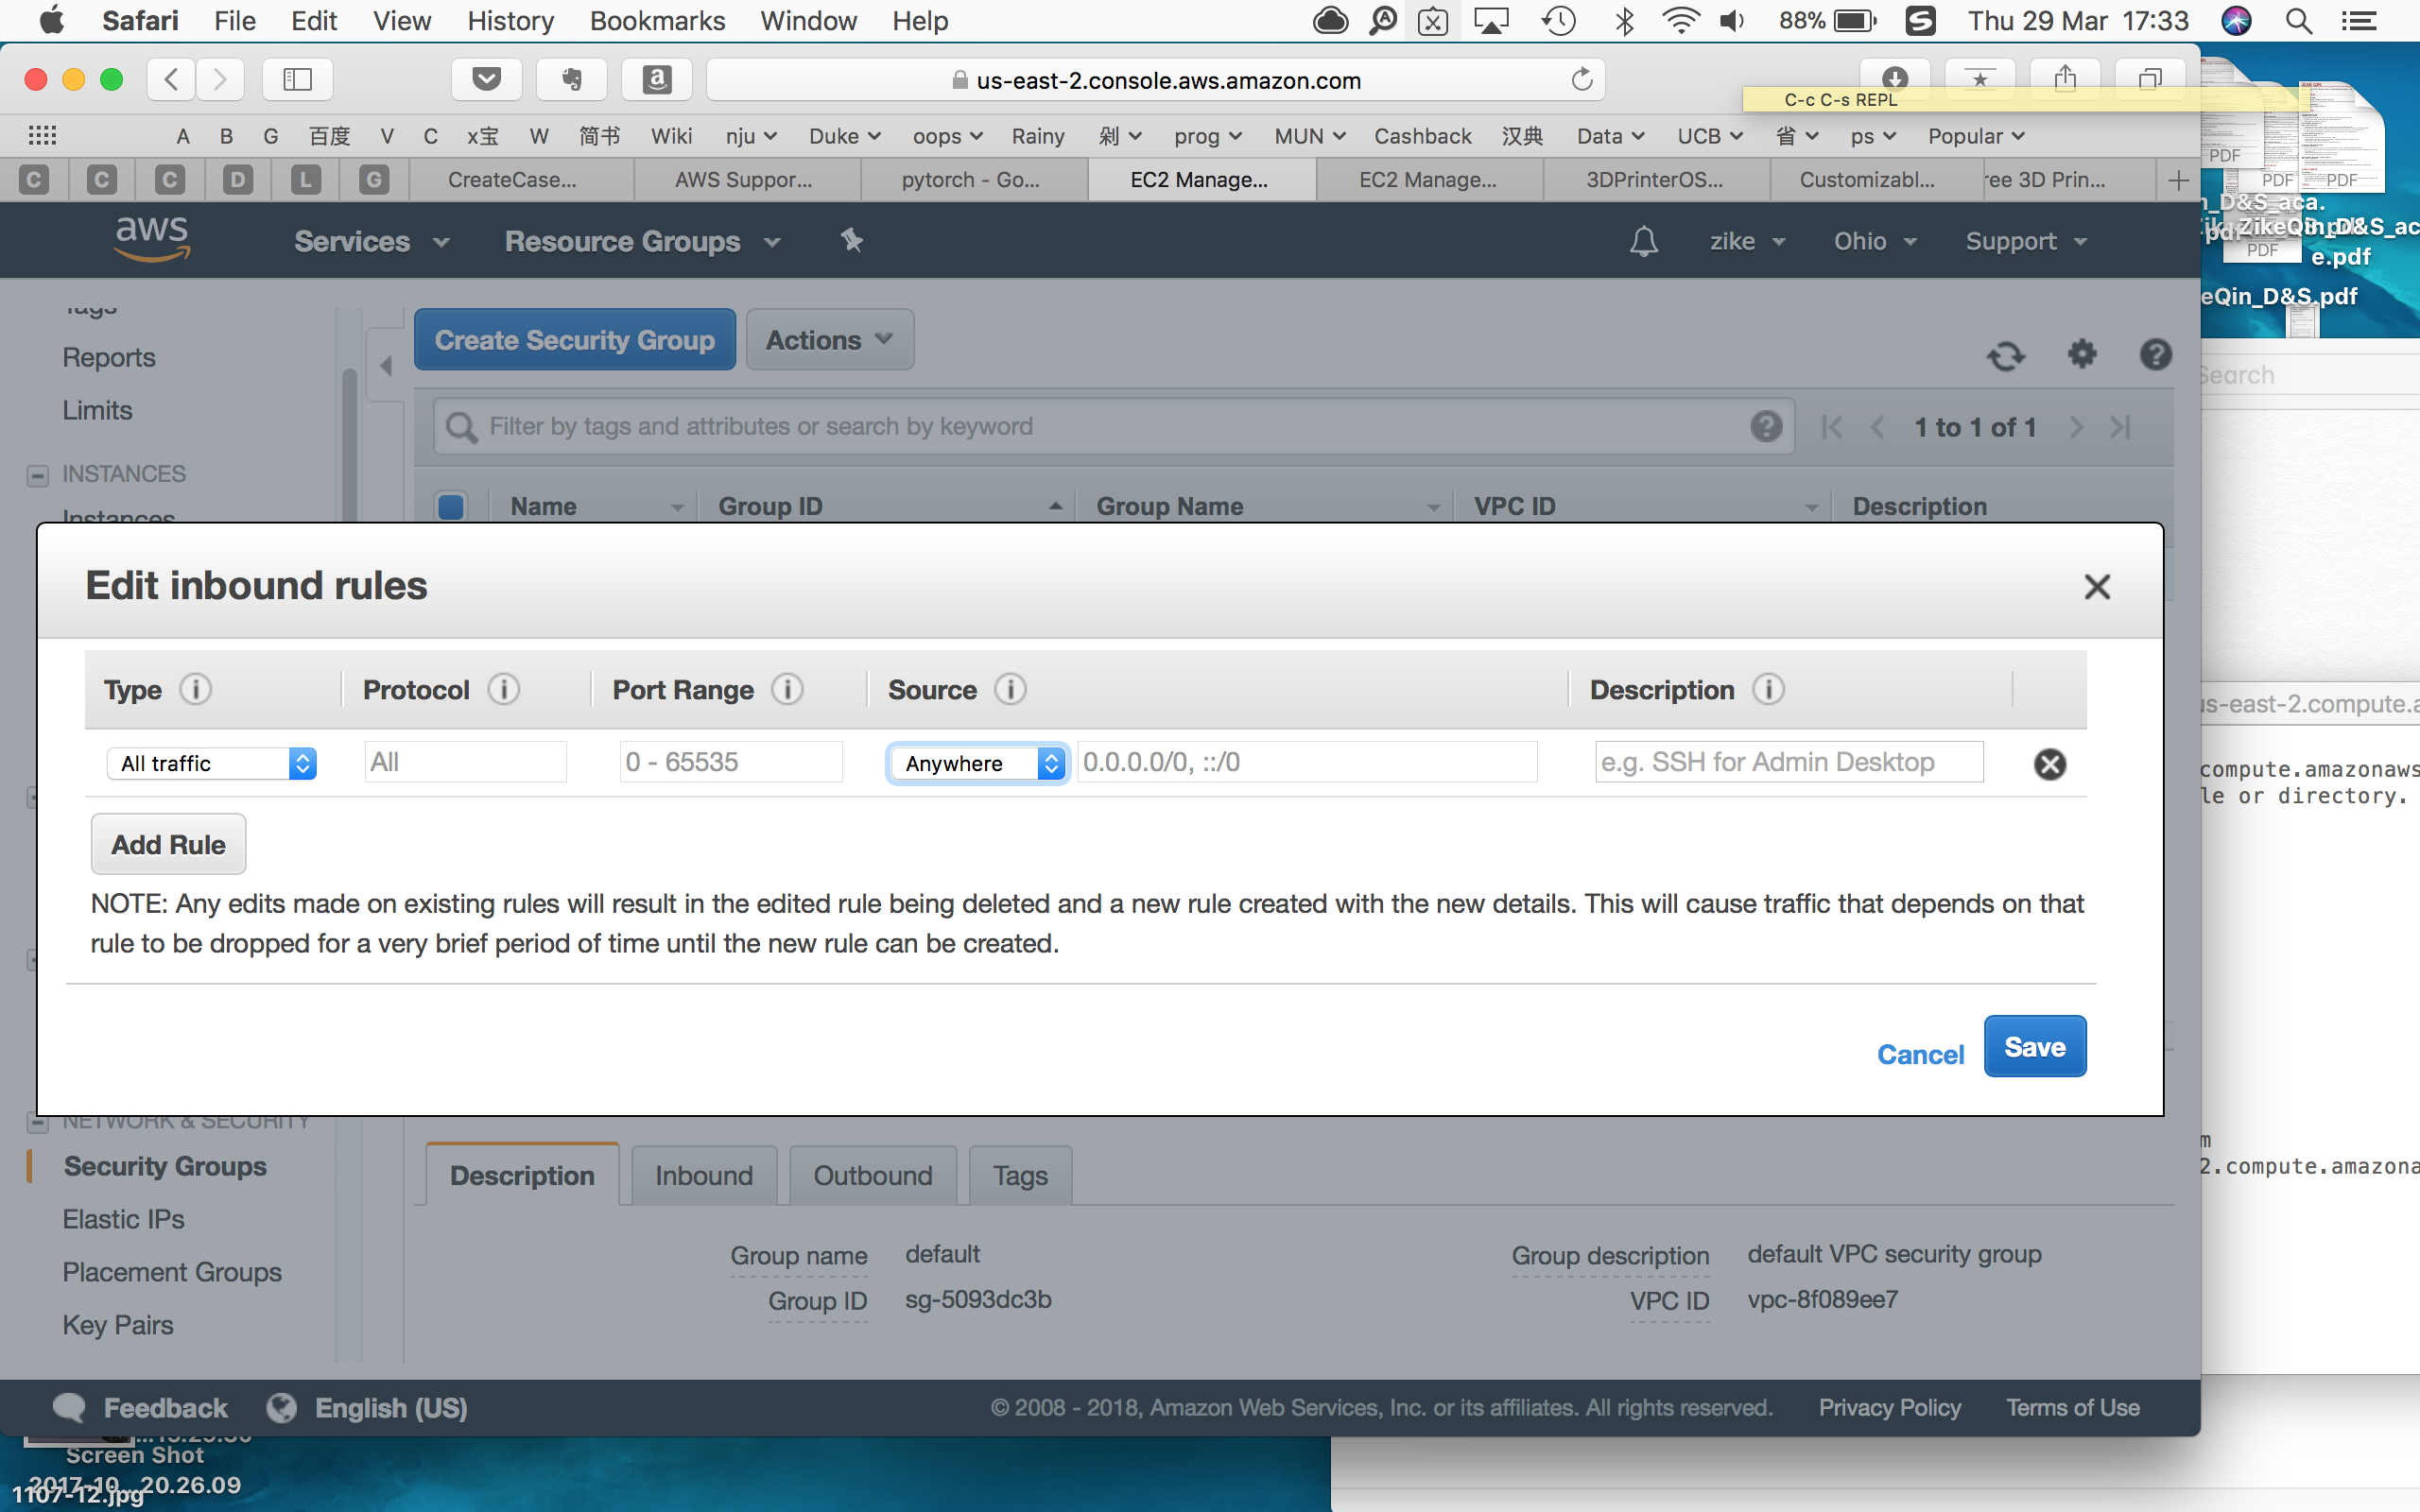 Safari File Edit View History Bookmarks Window Help 88% Thu 29 Mar 17:33
us-east-2.console.aws.amazon.com
C-c C-s REPL
A B G 百度 V C x宝 W 简书 Wiki nju Duke oops Rainy 剁 prog MUN Cashback 汉典 Data UCB 省 ps Popular
C C C D L G CreateCase... AWS Suppor... pytorch - Go... EC2 Manage... EC2 Manage... 3DPrinterOS... Customizabl... ree 3D Prin...
PDF PDF PDF
aws Services Resource Groups zike Ohio Support
PDF
e.pdf
eQin_D&S.pdf
Tags
Reports
Limits
INSTANCES
Instances
Create Security Group Actions
Search
Filter by tags and attributes or search by keyword 1 to 1 of 1
Name Group ID Group Name VPC ID Description
Edit inbound rules
Type Protocol Port Range Source Description
us-east-2.compute.a
All traffic All 0 - 65535 Anywhere 0.0.0.0/0, ::/0 e.g. SSH for Admin Desktop
compute.amazonaws
le or directory.
Add Rule
NOTE: Any edits made on existing rules will result in the edited rule being deleted and a new rule created with the new details. This will cause traffic that depends on that
rule to be dropped for a very brief period of time until the new rule can be created.
Cancel Save
m
2.compute.amazona
NETWORK & SECURITY
Security Groups
Elastic IPs
Placement Groups
Key Pairs
Description Inbound Outbound Tags
Group name default Group description default VPC security group
Group ID sg-5093dc3b VPC ID vpc-8f089ee7
Feedback English (US) © 2008 - 2018, Amazon Web Services, Inc. or its affiliates. All rights reserved. Privacy Policy Terms of Use
Screen Shot
2017-10...20.26.09
1107-12.jpg